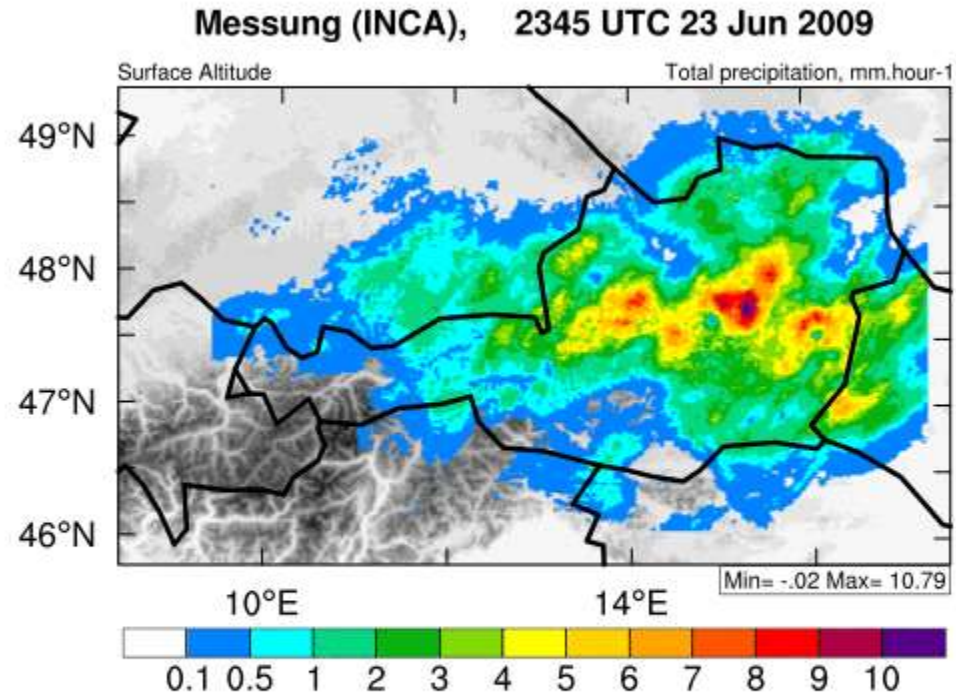 Messung (INCA), 2345 UTC 23 Jun 2009
Surface Altitude Total precipitation, mm.hour-1
49°N
48°N
47°N
46°N
Min= -.02 Max= 10.79
10°E 14°E
0.1 0.5 1 2 3 4 5 6 7 8 9 10